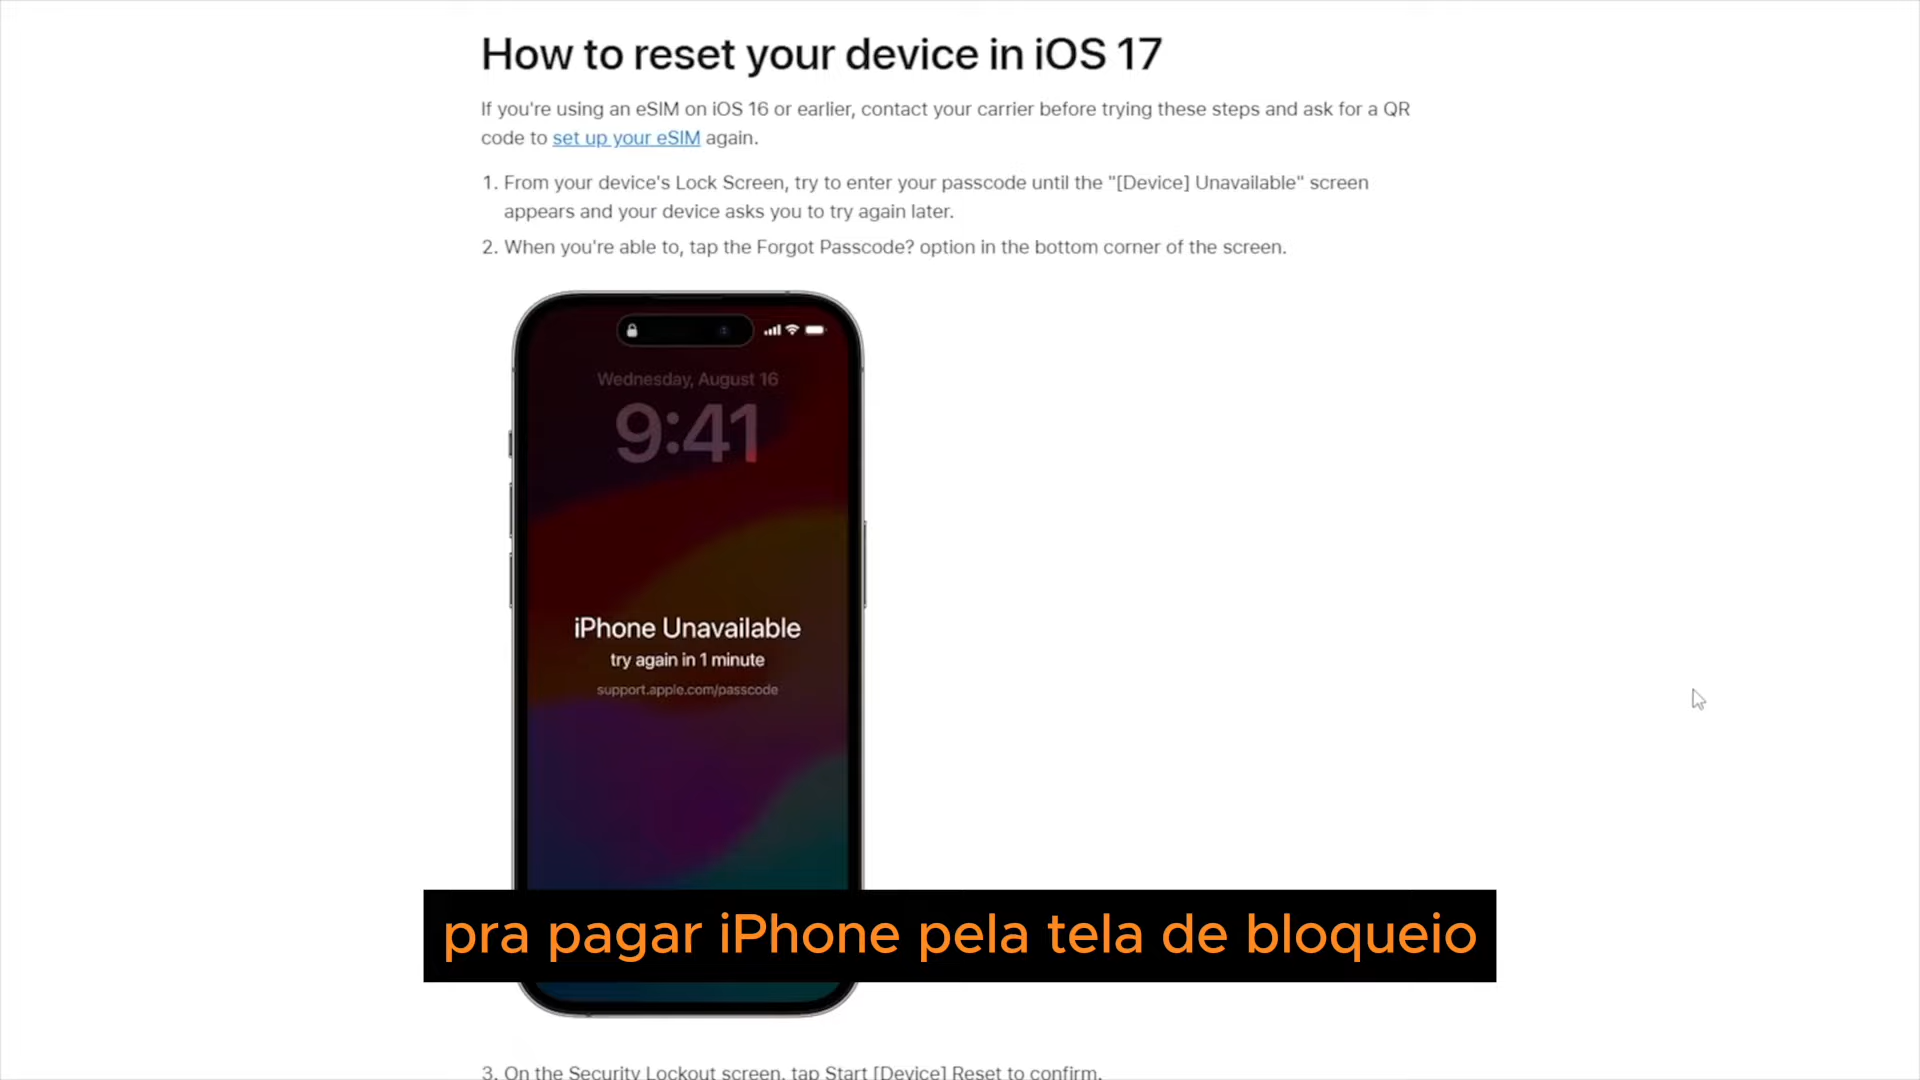 How to reset your device in iOS 17
If you're using an eSIM on iOS 16 or earlier, contact your carrier before trying these steps and ask for a QR
code to set up your eSIM again.
1. From your device's Lock Screen, try to enter your passcode until the "[Device] Unavailable" screen
appears and your device asks you to try again later.
2. When you're able to, tap the Forgot Passcode? option in the bottom corner of the screen.
Wednesday, August 16
9:41
iPhone Unavailable
try again in 1 minute
support.apple.com/passcode
pra pagar iPhone pela tela de bloqueio
3. On the Security Lockout screen, tap Start [Device] Reset to confirm.